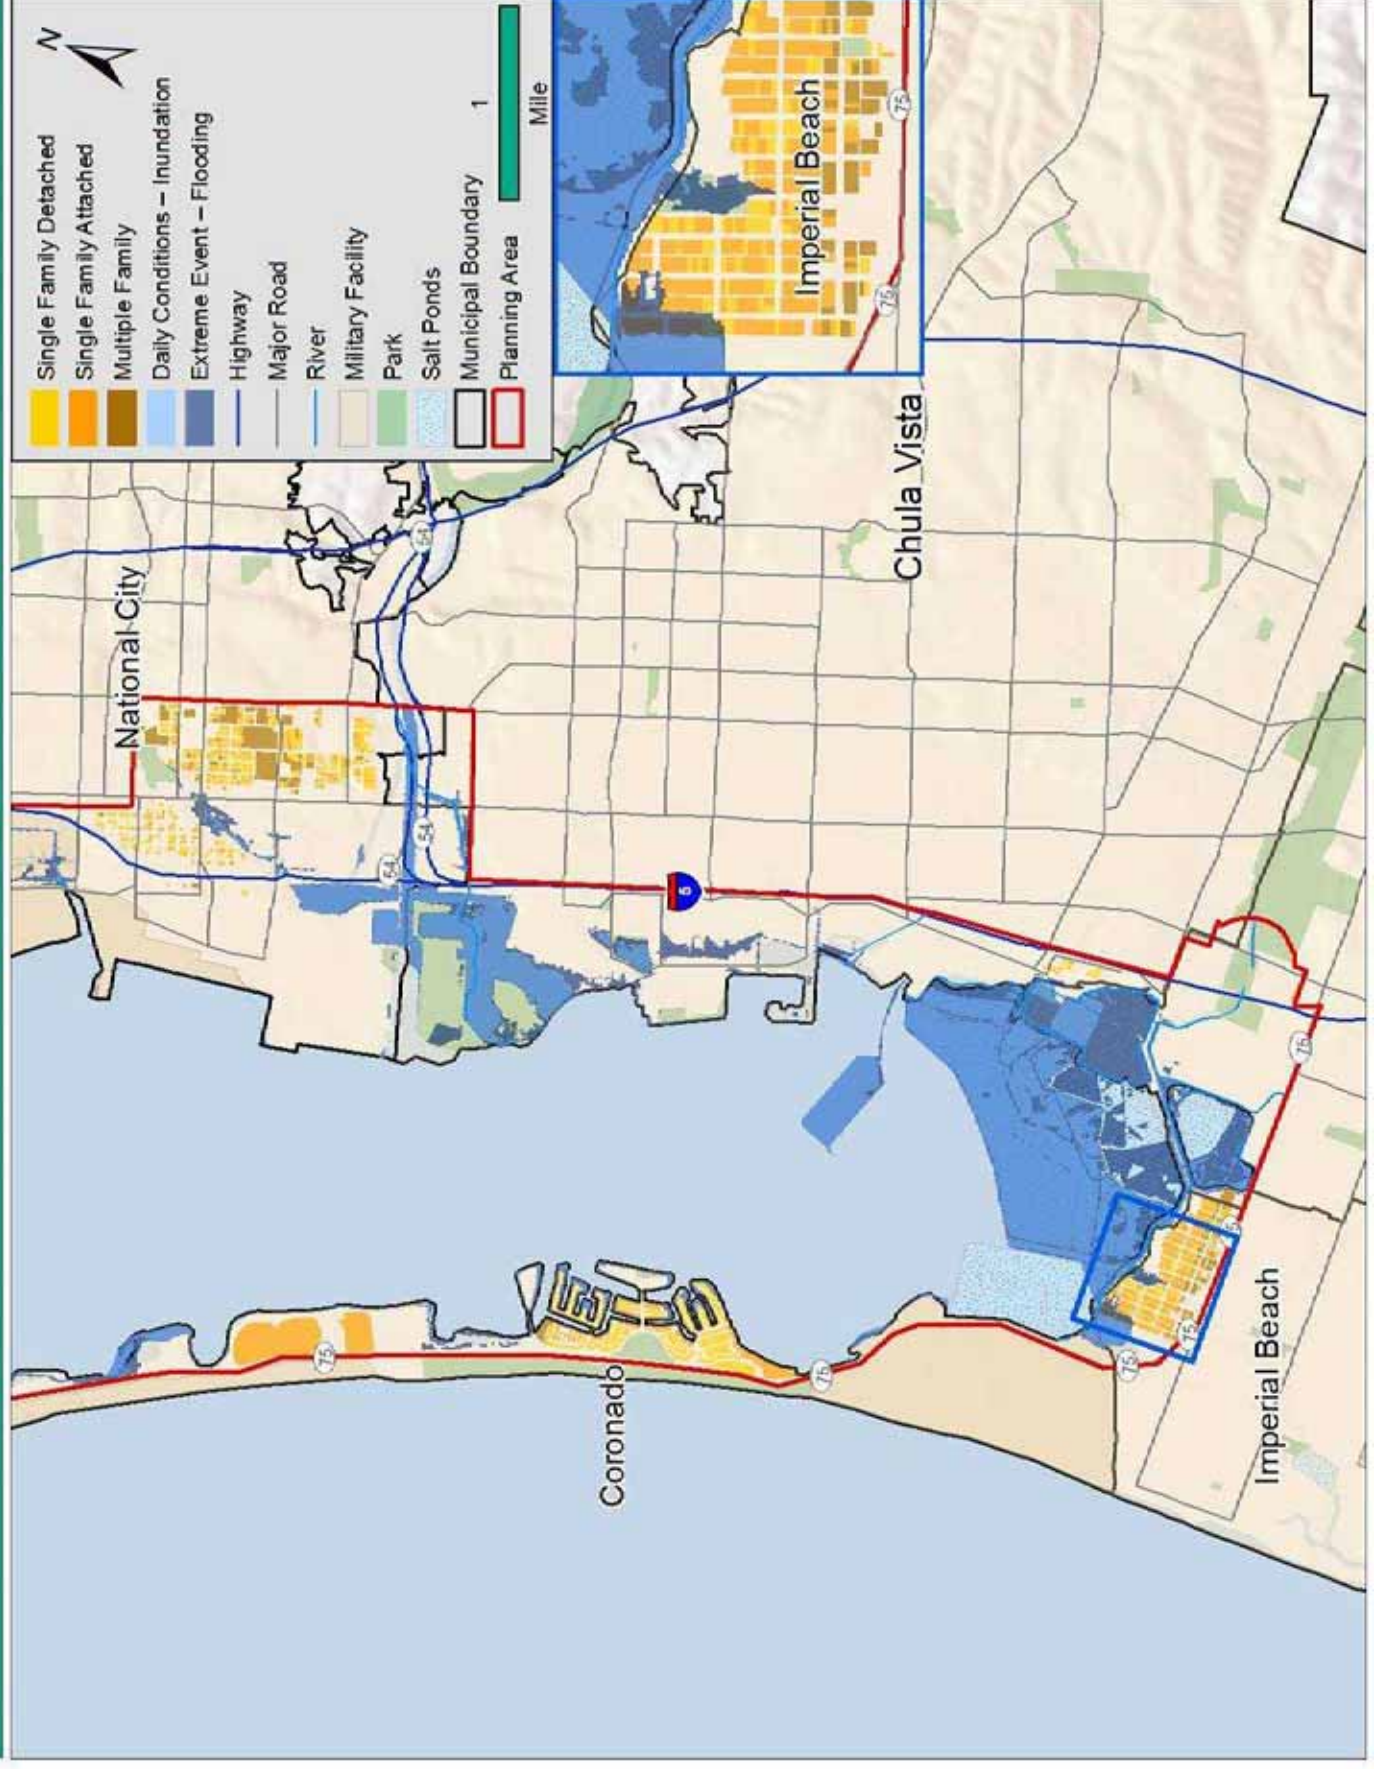 N
Single Family Detached
Single Family Attached
Multiple Family
Daily Conditions – Inundation
Extreme Event – Flooding
Highway
Major Road
River
Military Facility
Park
Salt Ponds
Municipal Boundary
Planning Area
1
Mile
National City
54
54
54
Chula Vista
5
Coronado
75
75
75
75
75
Imperial Beach
Imperial Beach
75
75